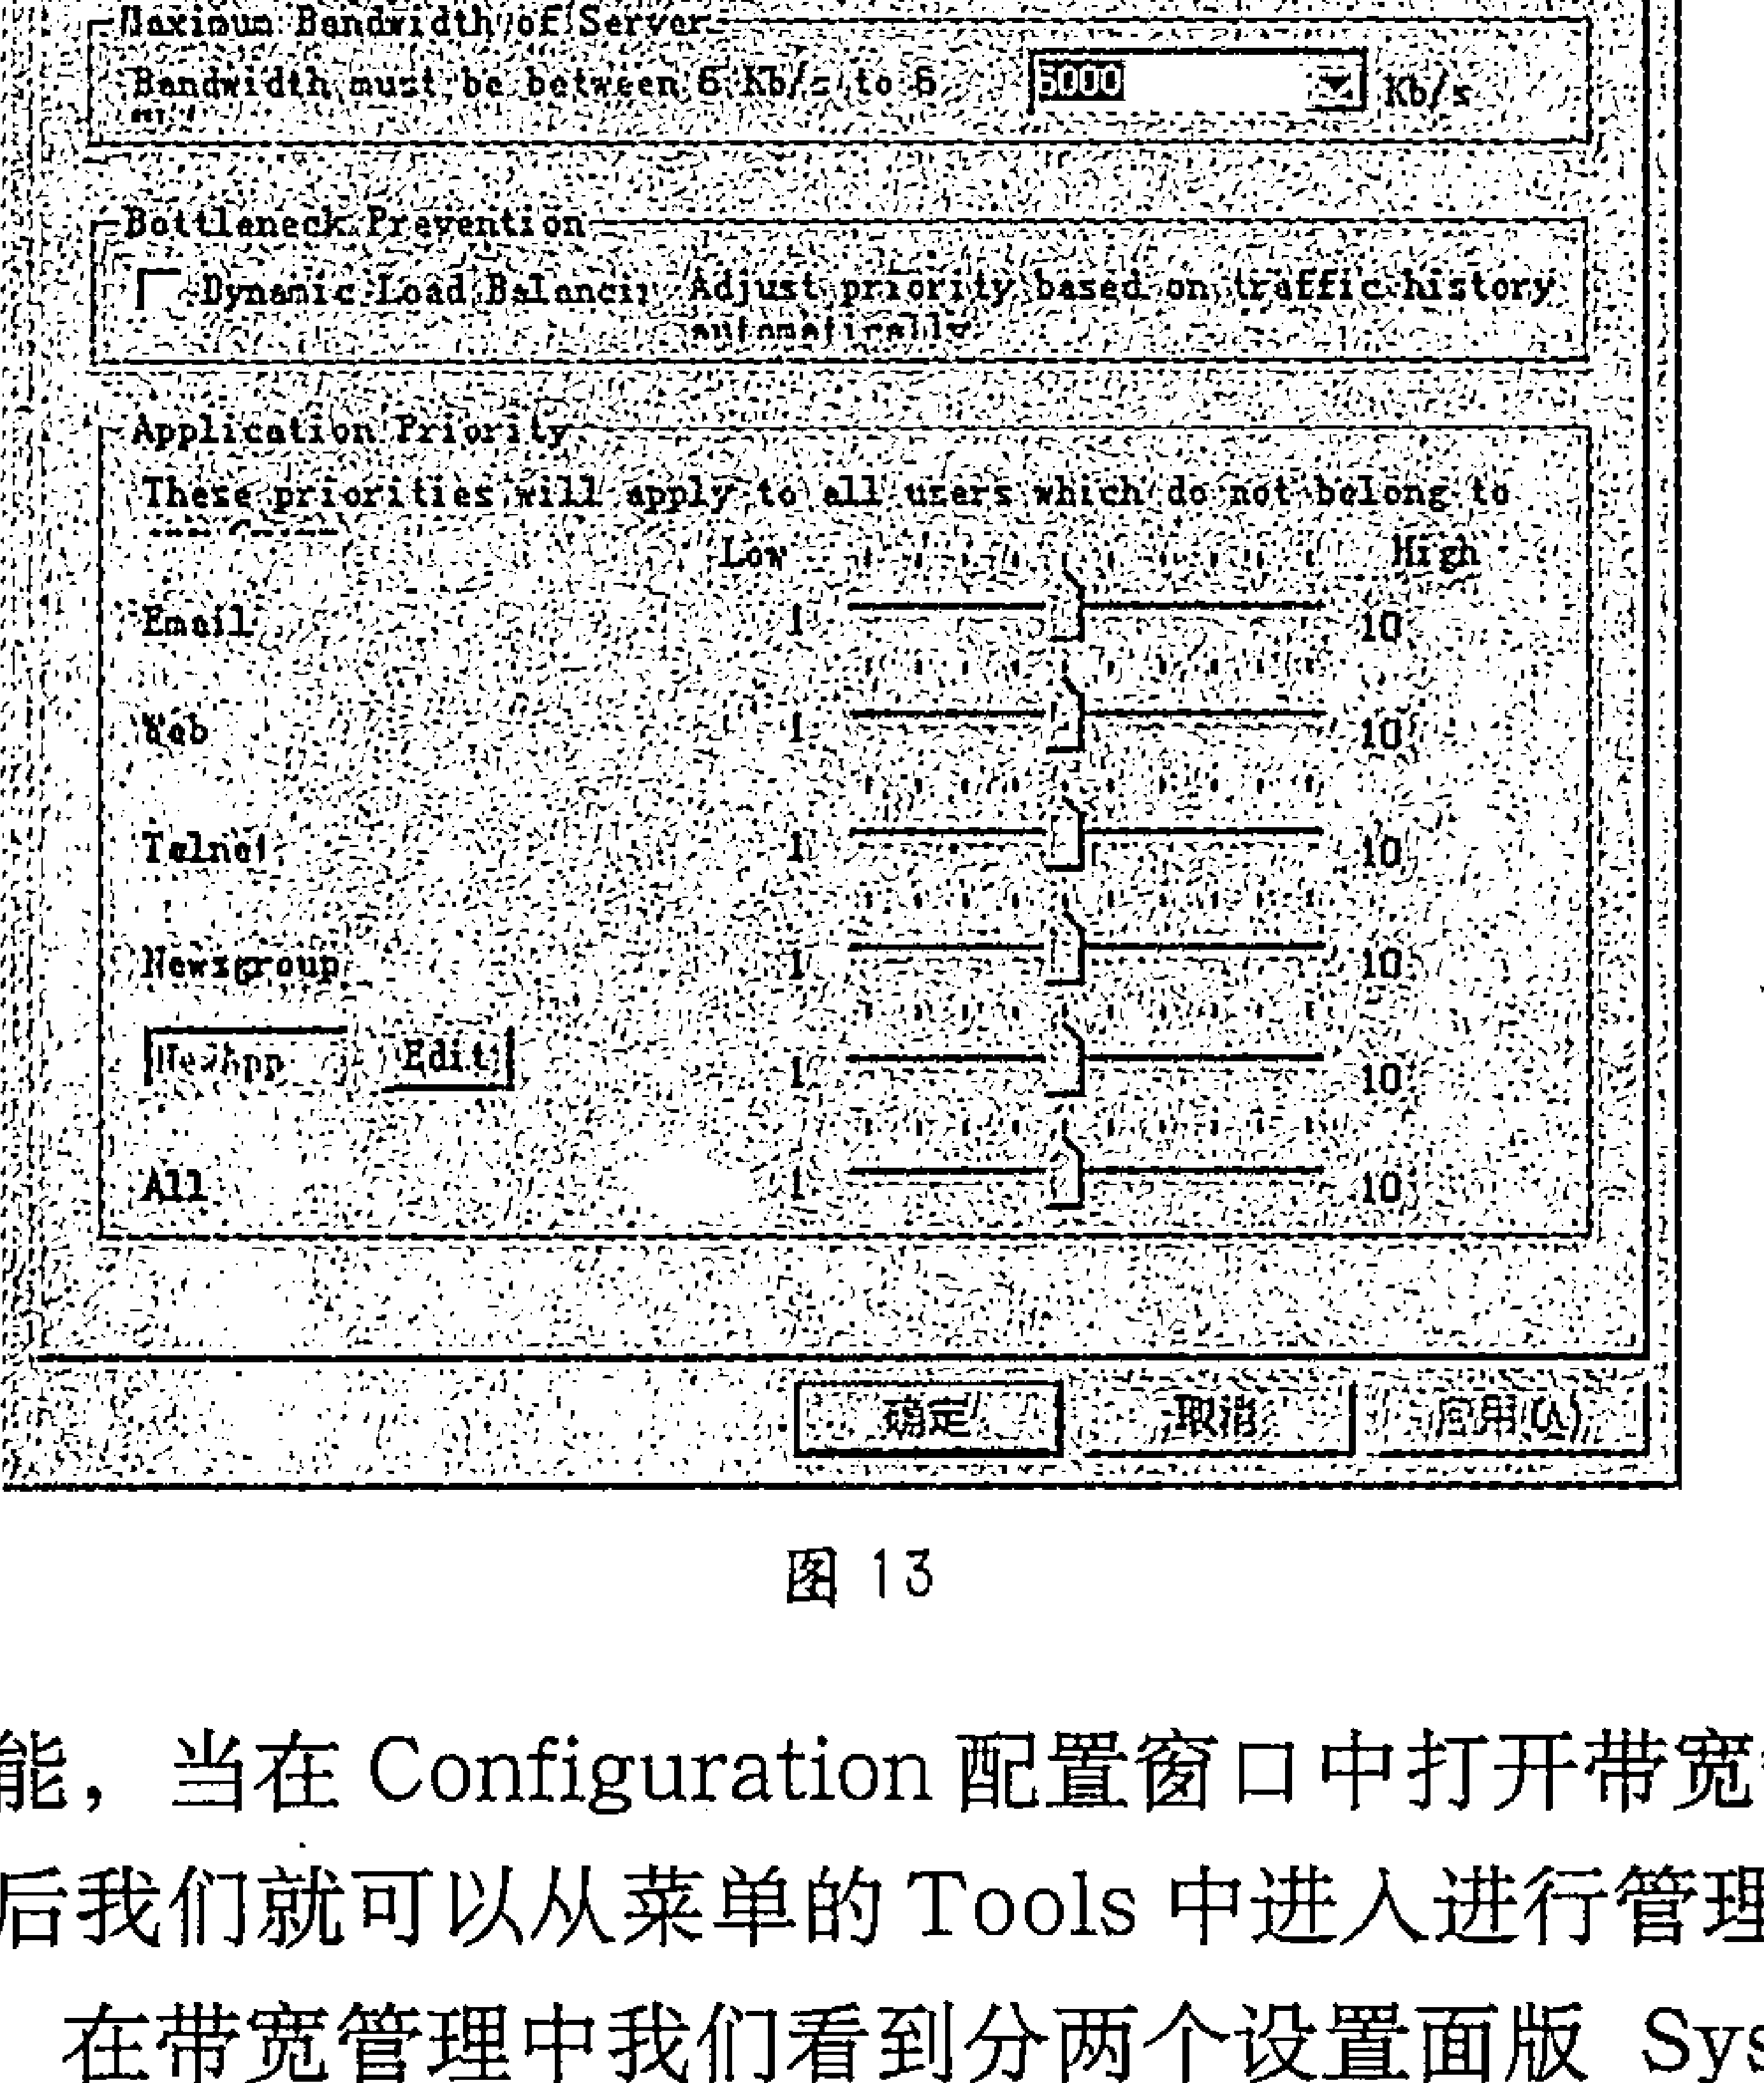 Maximum Bandwidth of Server
Bandwidth must be between 6 Kb/s to 6
6000 Kb/s
Bottleneck Prevention
Dynamic Load Adjust priority based on traffic history
automatically
Application Priority
These priorities will apply to all users which do not belong to
Low High
Email 1 10
Web 1 10
Telnet 1 10
Newsgroup 1 10
Edit 1 10
All 1 10
确定 取消 应用(A)
图 13
能，当在 Configuration 配置窗口中打开带宽
后我们就可以从菜单的 Tools 中进入进行管理
在带宽管理中我们看到分两个设置面版 Sys